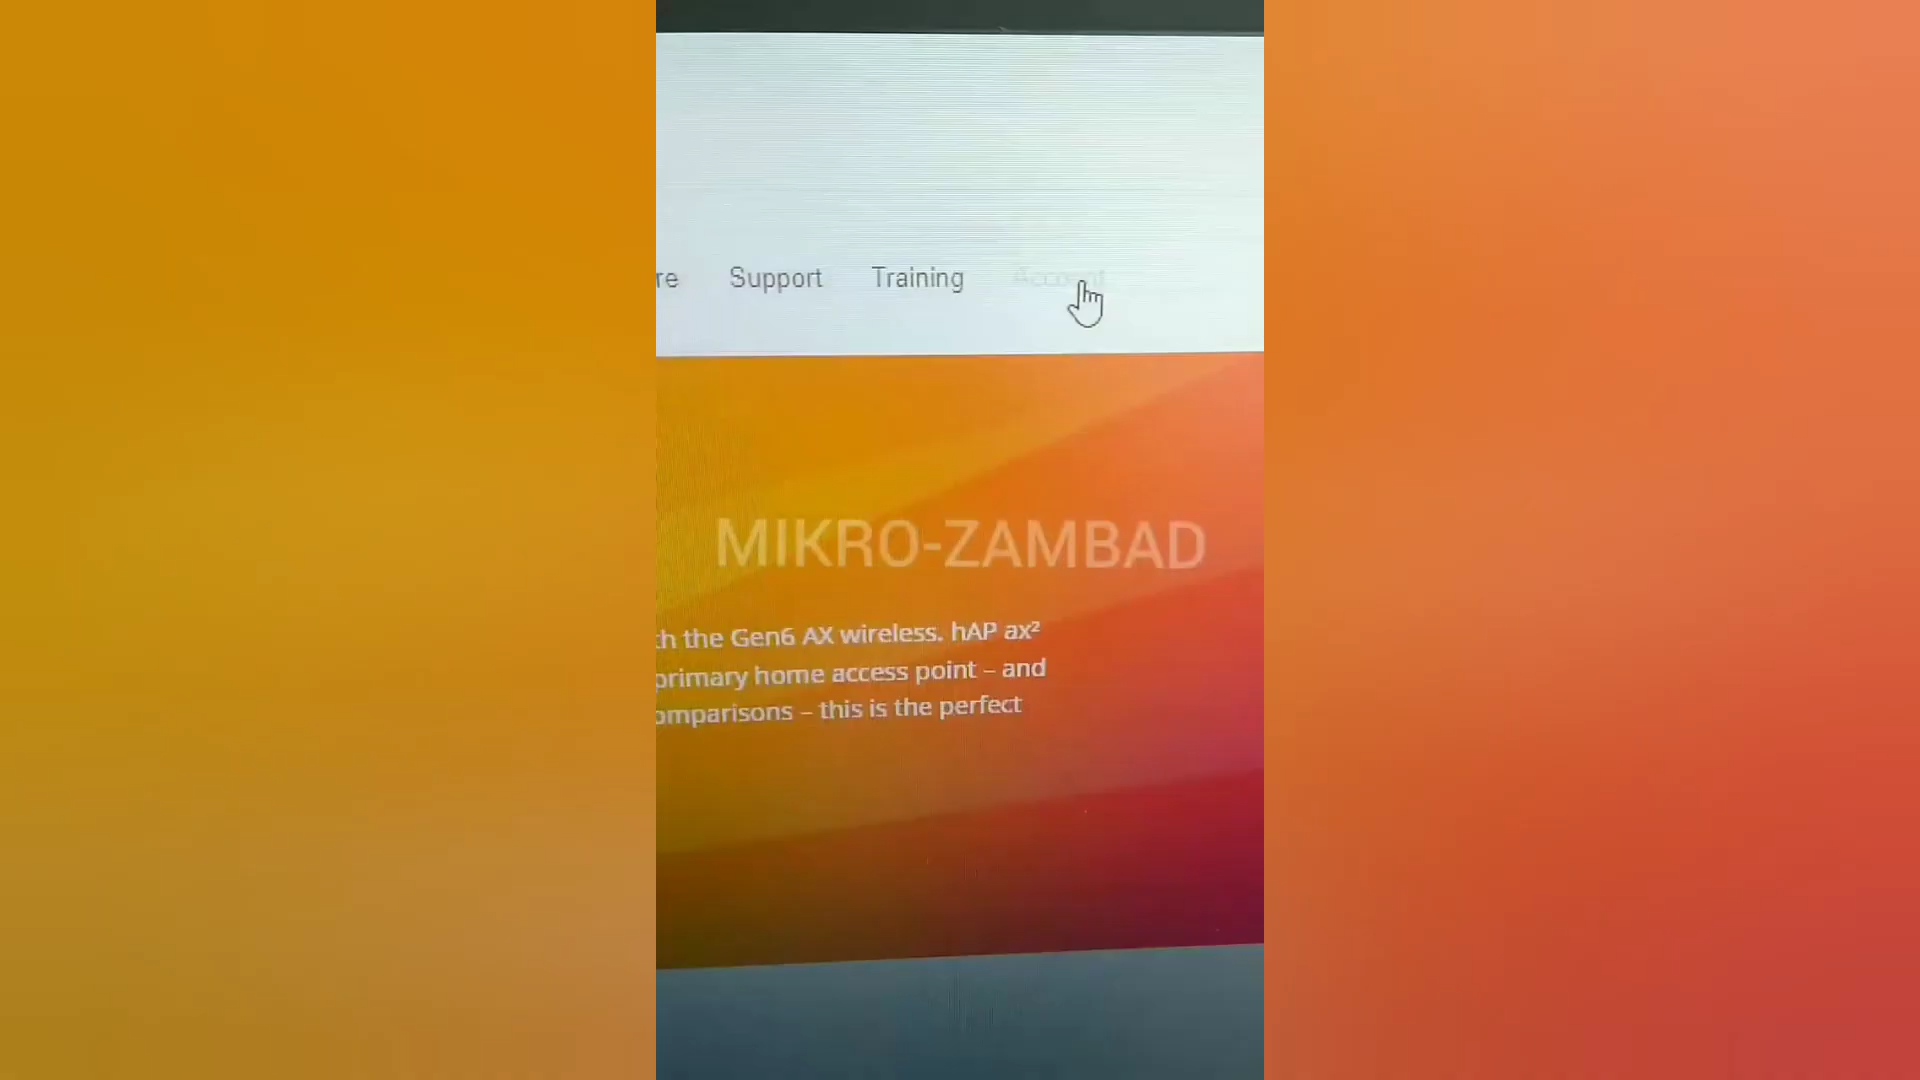 re Support Training Account
MIKRO-ZAMBAD
th the Gen6 AX wireless. hAP ax²
primary home access point – and
omparisons – this is the perfect